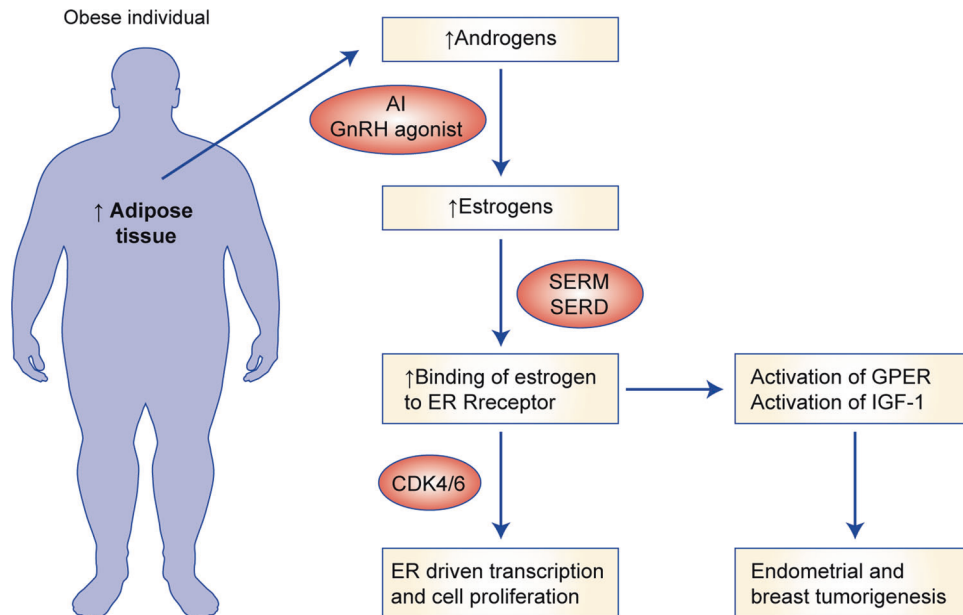 Obese individual
↑ Adipose
tissue
↑Androgens
AI
GnRH agonist
↑Estrogens
SERM
SERD
↑Binding of estrogen
to ER Rreceptor
Activation of GPER
Activation of IGF-1
CDK4/6
ER driven transcription
and cell proliferation
Endometrial and
breast tumorigenesis